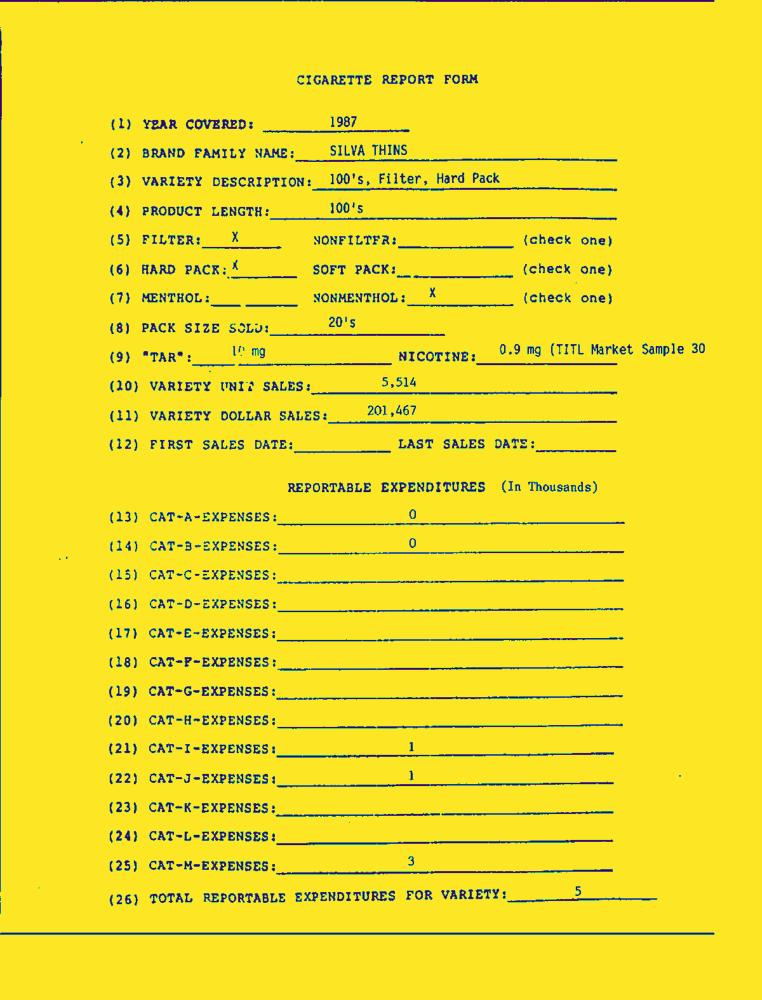 CIGARETTE REPORT FORM
(1) YEAR COVERED: 1987
(2) BRAND FAMILY NAME: SILVA THINS
(3) VARIETY DESCRIPTION: 100's, Filter, Hard Pack
(4) PRODUCT LENGTH: 100's
(5) FILTER: X NONFILTER: (check one)
(6) HARD PACK: X SOFT PACK: (check one)
(7) MENTHOL: NONMENTHOL: X (check one)
(8) PACK SIZE SOLD: 20's
(9) "TAR": mg NICOTINE: 0.9 mg (TITL Market Sample 30
(10) VARIETY UNIT SALES: 5,514
(11) VARIETY DOLLAR SALES: 201,467
(12) FIRST SALES DATE: LAST SALES DATE:
REPORTABLE EXPENDITURES (In Thousands)
(13) CAT-A-EXPENSES: 0
(14) CAT-B-EXPENSES: 0
(15) CAT-C-EXPENSES:
(16) CAT-D-EXPENSES:
(17) CAT-E-EXPENSES:
(18) CAT-F-EXPENSES:
(19) CAT-G-EXPENSES:
(20) CAT-H-EXPENSES:
(21) CAT-I-EXPENSES: 1
(22) CAT-J-EXPENSES: 1
(23) CAT-K-EXPENSES:
(24) CAT-L-EXPENSES:
(25) CAT-M-EXPENSES: 3
(26) TOTAL REPORTABLE EXPENDITURES FOR VARIETY: 5